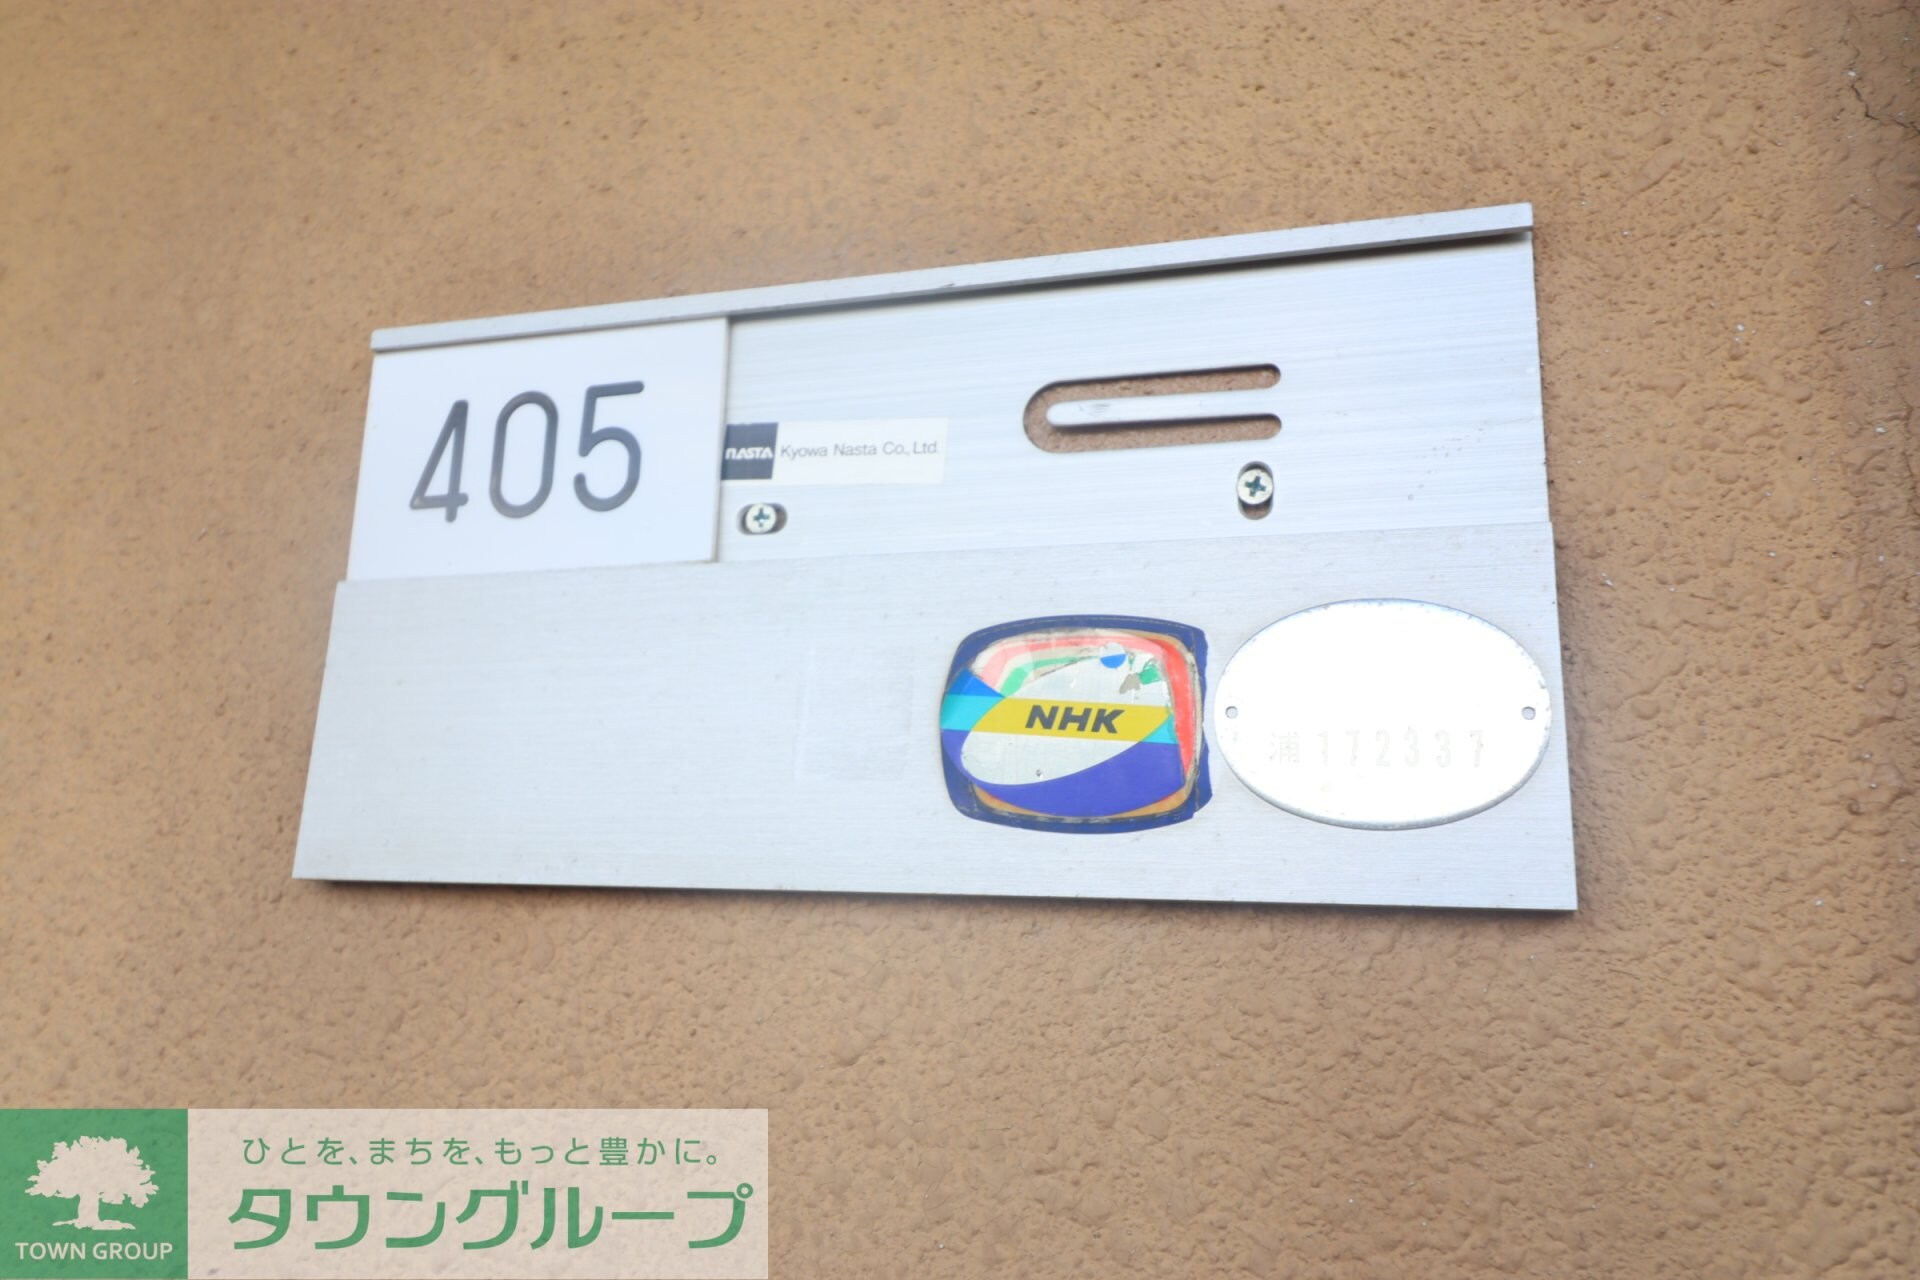 405
NASTA Kyowa Nasta Co., Ltd.
NHK
浦172337
ひとを、まちを、もっと豊かに。
タウングループ
TOWN GROUP